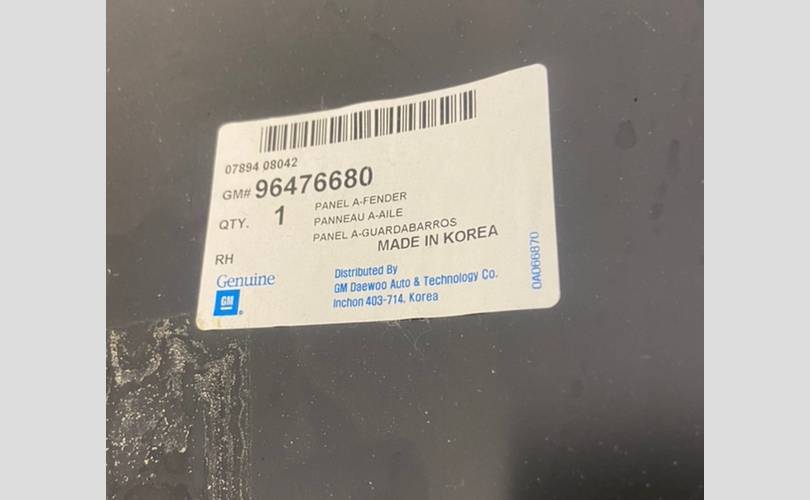 07894 08042
GM# 96476680
QTY. 1
PANEL A-FENDER
PANNEAU A-AILE
PANEL A-GUARDABARROS
MADE IN KOREA
RH
Genuine
GM
Distributed By
GM Daewoo Auto & Technology Co.
Inchon 403-714, Korea
0A066870